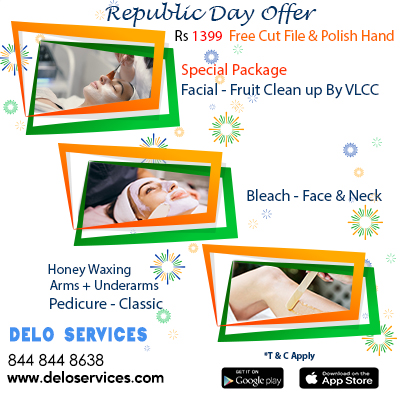 Republic Day Offer
Rs 1399 Free Cut File & Polish Hand
Special Package
Facial - Fruit Clean up By VLCC
Bleach - Face & Neck
Honey Waxing
Arms + Underarms
Pedicure - Classic
DELO SERVICES
844 844 8638
www.deloservices.com
*T & C Apply
GET IT ON
Google play
Download on the
App Store